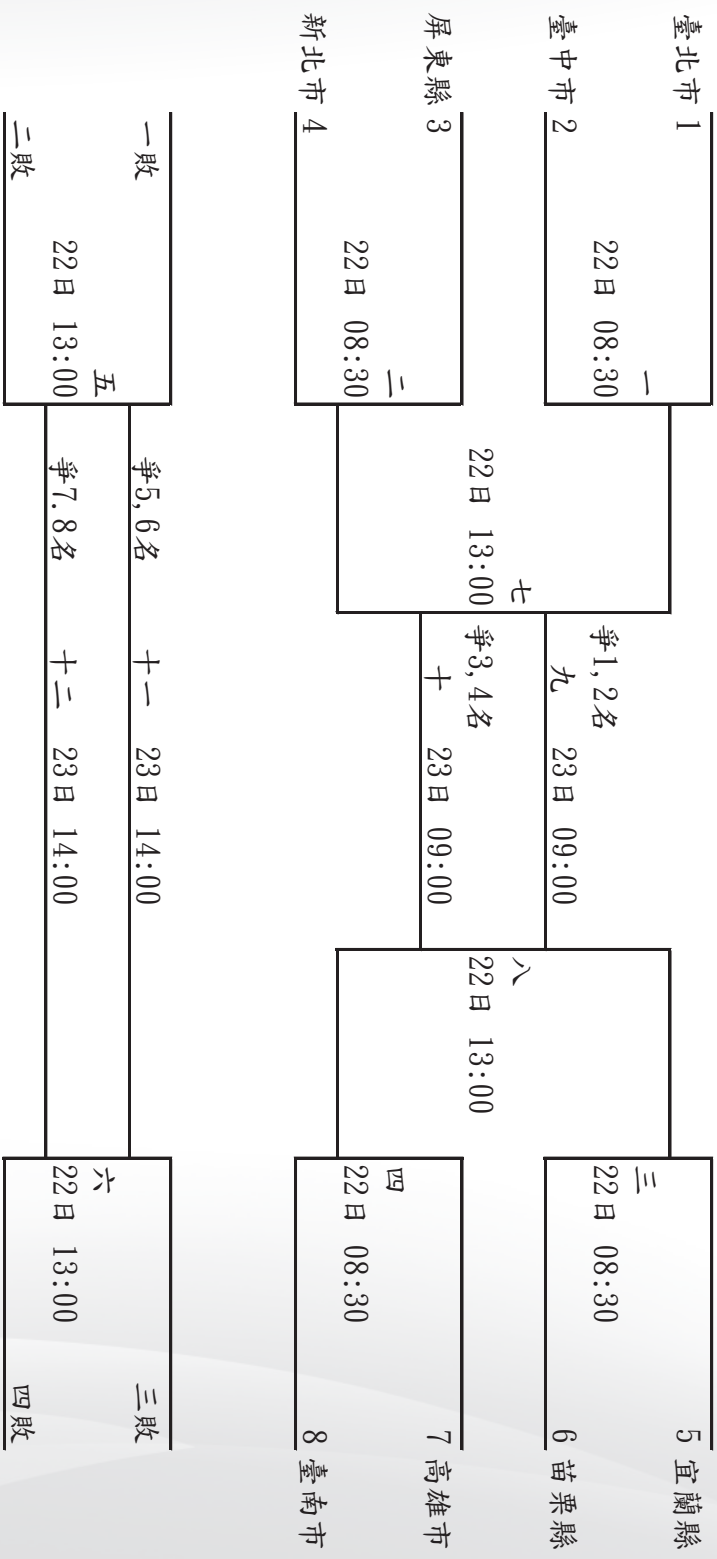 臺北市 1
22日 08:30
一
臺中市 2
屏東縣 3
22日 08:30
二
新北市 4
22日 13:00
七
爭1,2名
九 23日 09:00
爭3,4名
十 23日 09:00
八
22日 13:00
5 宜蘭縣
三
22日 08:30
6 苗栗縣
7 高雄市
四
22日 08:30
8 臺南市
一敗
22日 13:00
五
二敗
爭5,6名 十一 23日 14:00
爭7.8名 十二 23日 14:00
三敗
六
22日 13:00
四敗